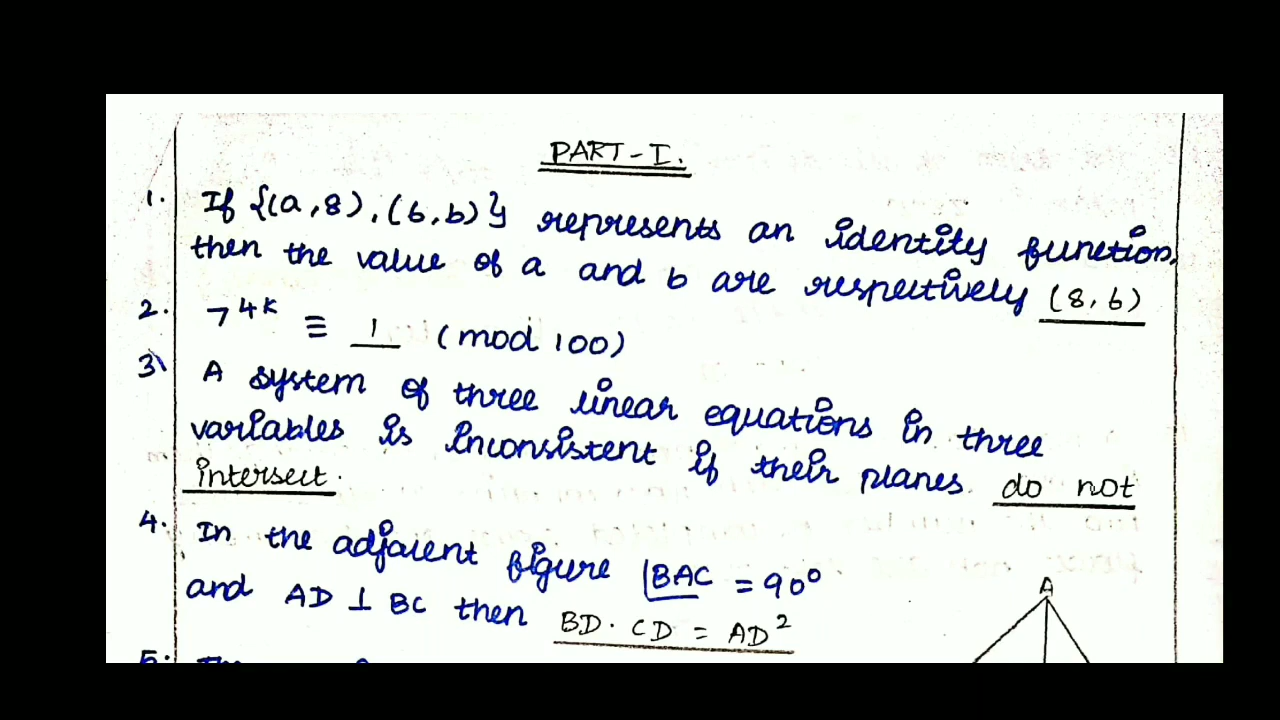 PART-I.
1. If {(a,8),(6,b)} represents an identity function,
then the value of a and b are respectively (8,6)
2. 7^4k ≡ 1 (mod 100)
3. A system of three linear equations in three
variables is inconsistent if their planes do not
intersect.
4. In the adjacent figure ∠BAC = 90°
and AD ⊥ BC then BD · CD = AD²
A
5.